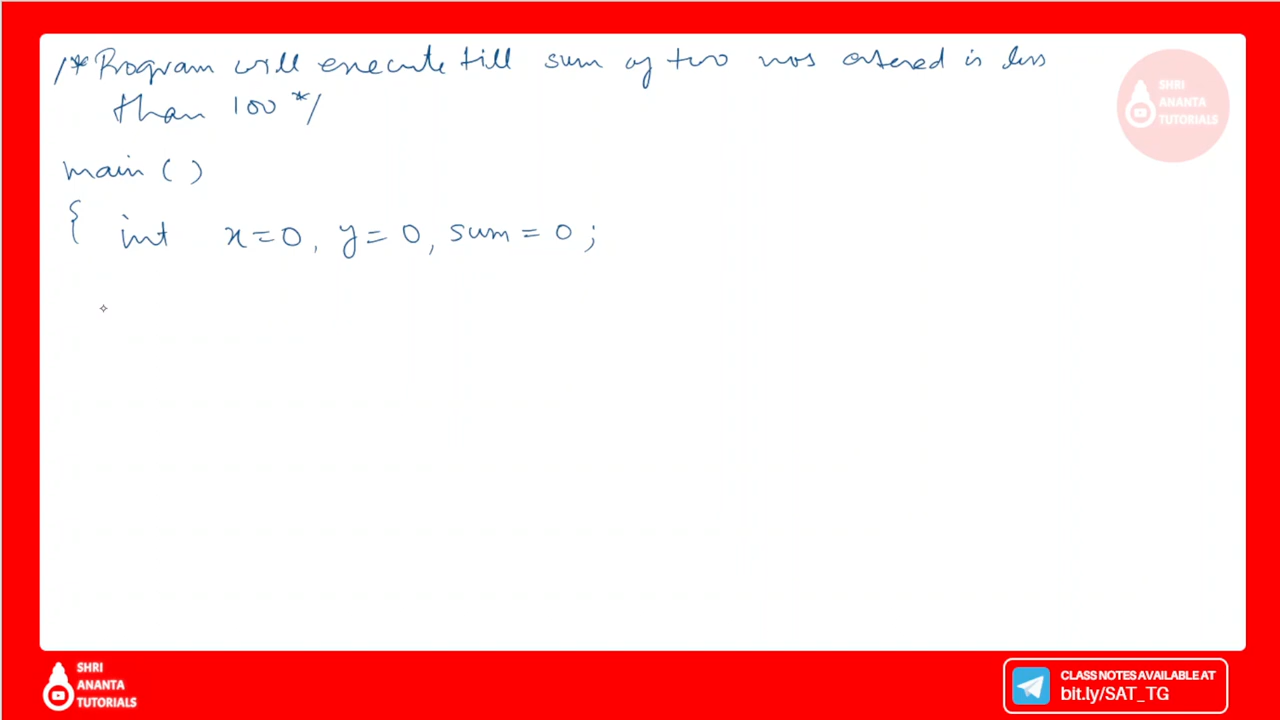 /* Program will execute till sum of two nos entered is less
than 100 */
main ( )
{ int x = 0, y = 0, sum = 0 ;
SHRI
ANANTA
TUTORIALS
SHRI
ANANTA
TUTORIALS
CLASS NOTES AVAILABLE AT
bit.ly/SAT_TG